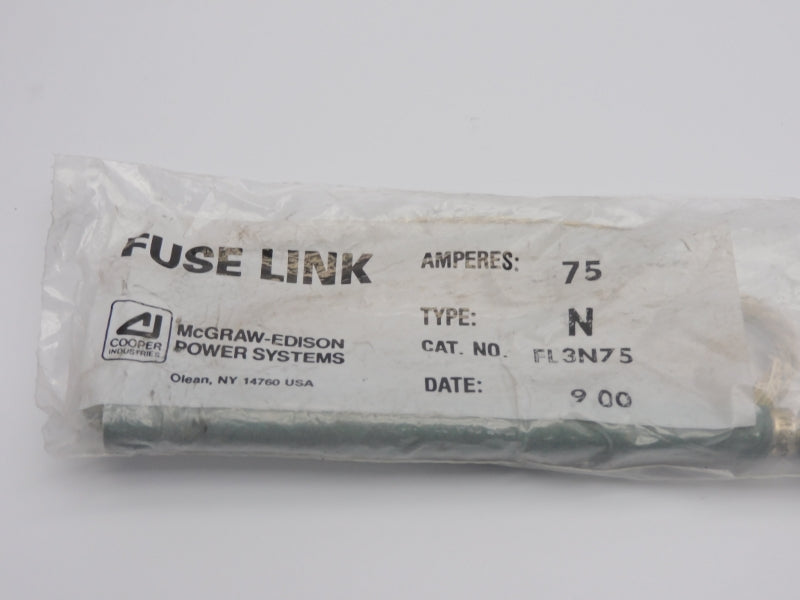 FUSE LINK
COOPER
INDUSTRIES
McGRAW-EDISON
POWER SYSTEMS
Olean, NY 14760 USA
AMPERES: 75
TYPE: N
CAT. NO. FL3N75
DATE: 9 00